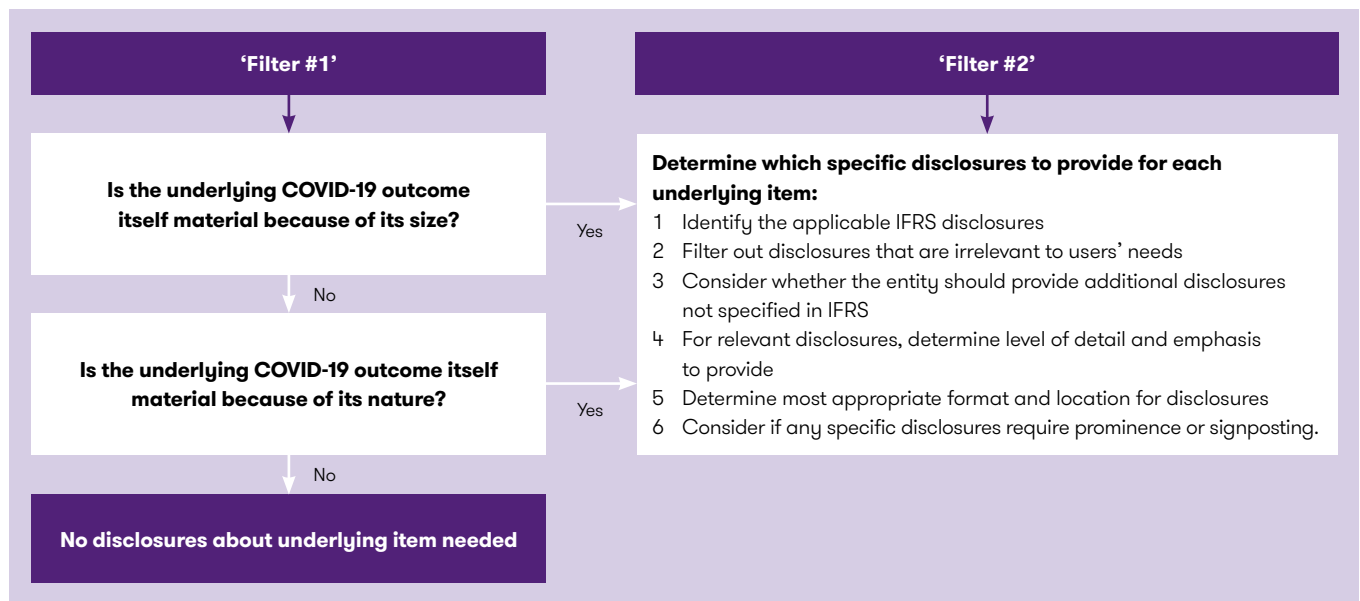 ‘Filter #1’
Is the underlying COVID-19 outcome
itself material because of its size?
Yes
No
Is the underlying COVID-19 outcome itself
material because of its nature?
Yes
No
No disclosures about underlying item needed
‘Filter #2’
Determine which specific disclosures to provide for each
underlying item:
1 Identify the applicable IFRS disclosures
2 Filter out disclosures that are irrelevant to users’ needs
3 Consider whether the entity should provide additional disclosures
not specified in IFRS
4 For relevant disclosures, determine level of detail and emphasis
to provide
5 Determine most appropriate format and location for disclosures
6 Consider if any specific disclosures require prominence or signposting.